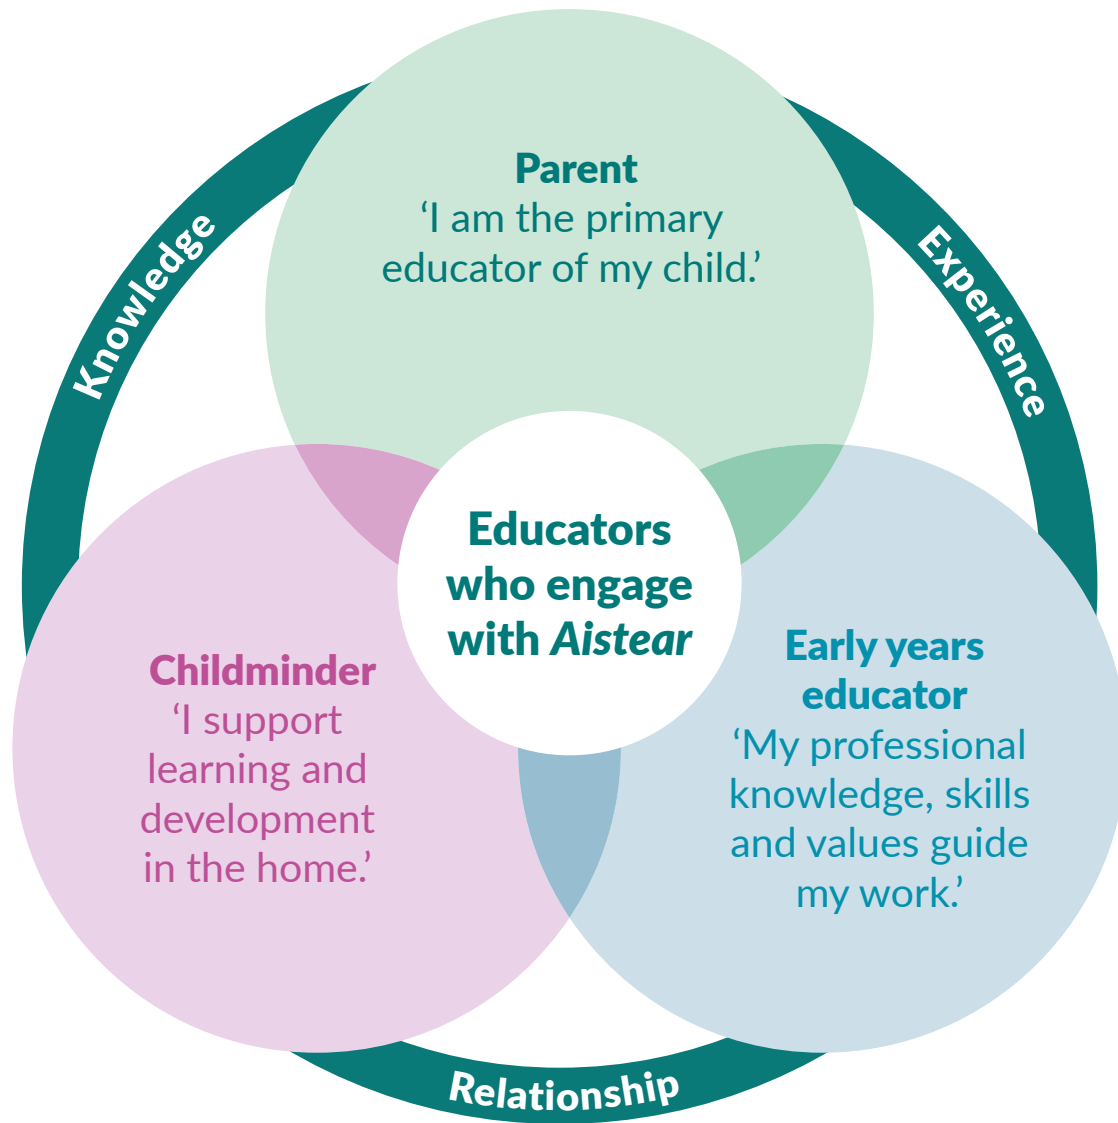 Parent
‘I am the primary
educator of my child.’
Knowledge
Experience
Educators
who engage
with Aistear
Childminder
‘I support
learning and
development
in the home.’
Early years
educator
‘My professional
knowledge, skills
and values guide
my work.’
Relationship